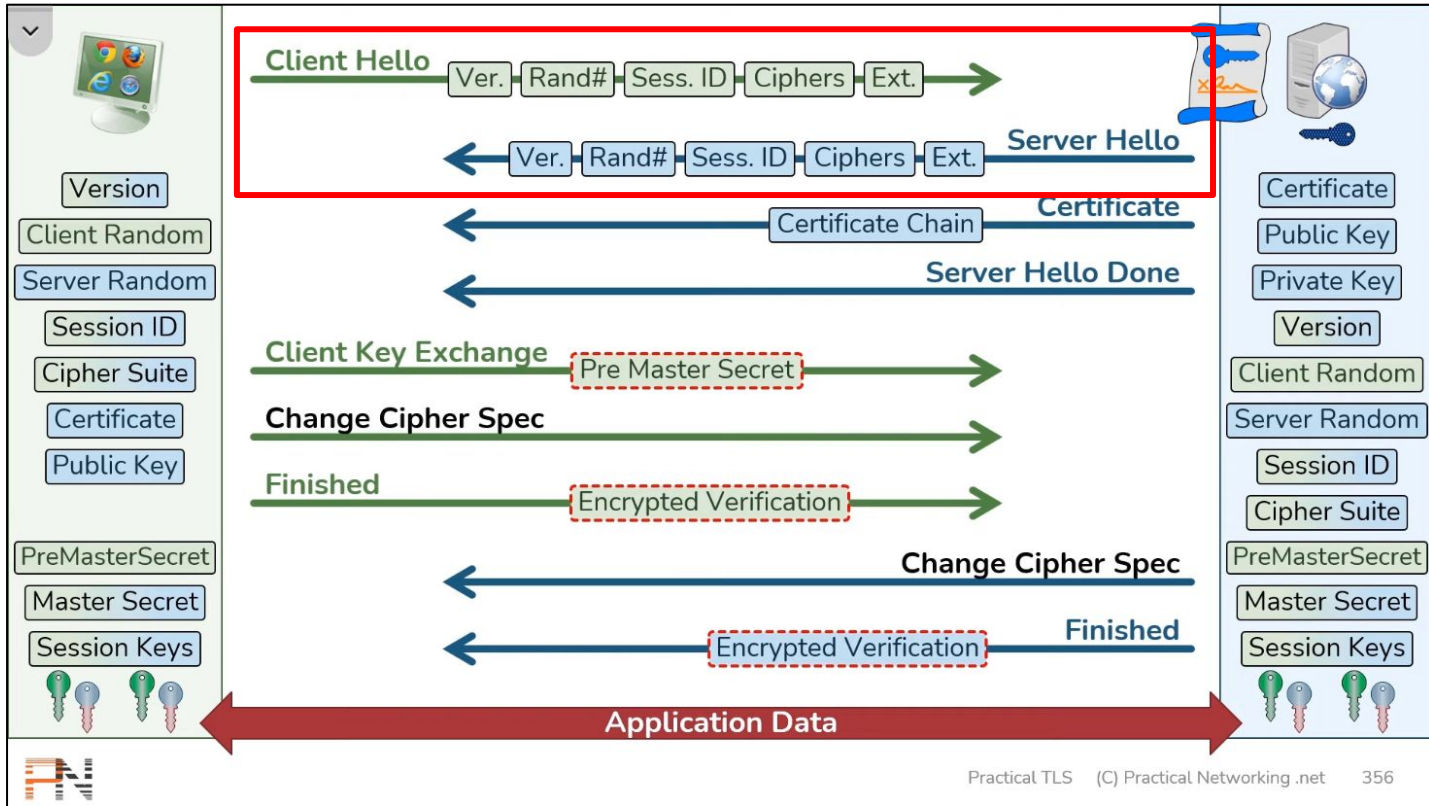 Client Hello
Ver. Rand# Sess. ID Ciphers Ext.
Server Hello
Ver. Rand# Sess. ID Ciphers Ext.
Certificate
Certificate Chain
Server Hello Done
Client Key Exchange
Pre Master Secret
Change Cipher Spec
Finished
Encrypted Verification
Change Cipher Spec
Finished
Encrypted Verification
Application Data
Version
Client Random
Server Random
Session ID
Cipher Suite
Certificate
Public Key
PreMasterSecret
Master Secret
Session Keys
Certificate
Public Key
Private Key
Version
Client Random
Server Random
Session ID
Cipher Suite
PreMasterSecret
Master Secret
Session Keys
PN
Practical TLS (C) Practical Networking .net 356